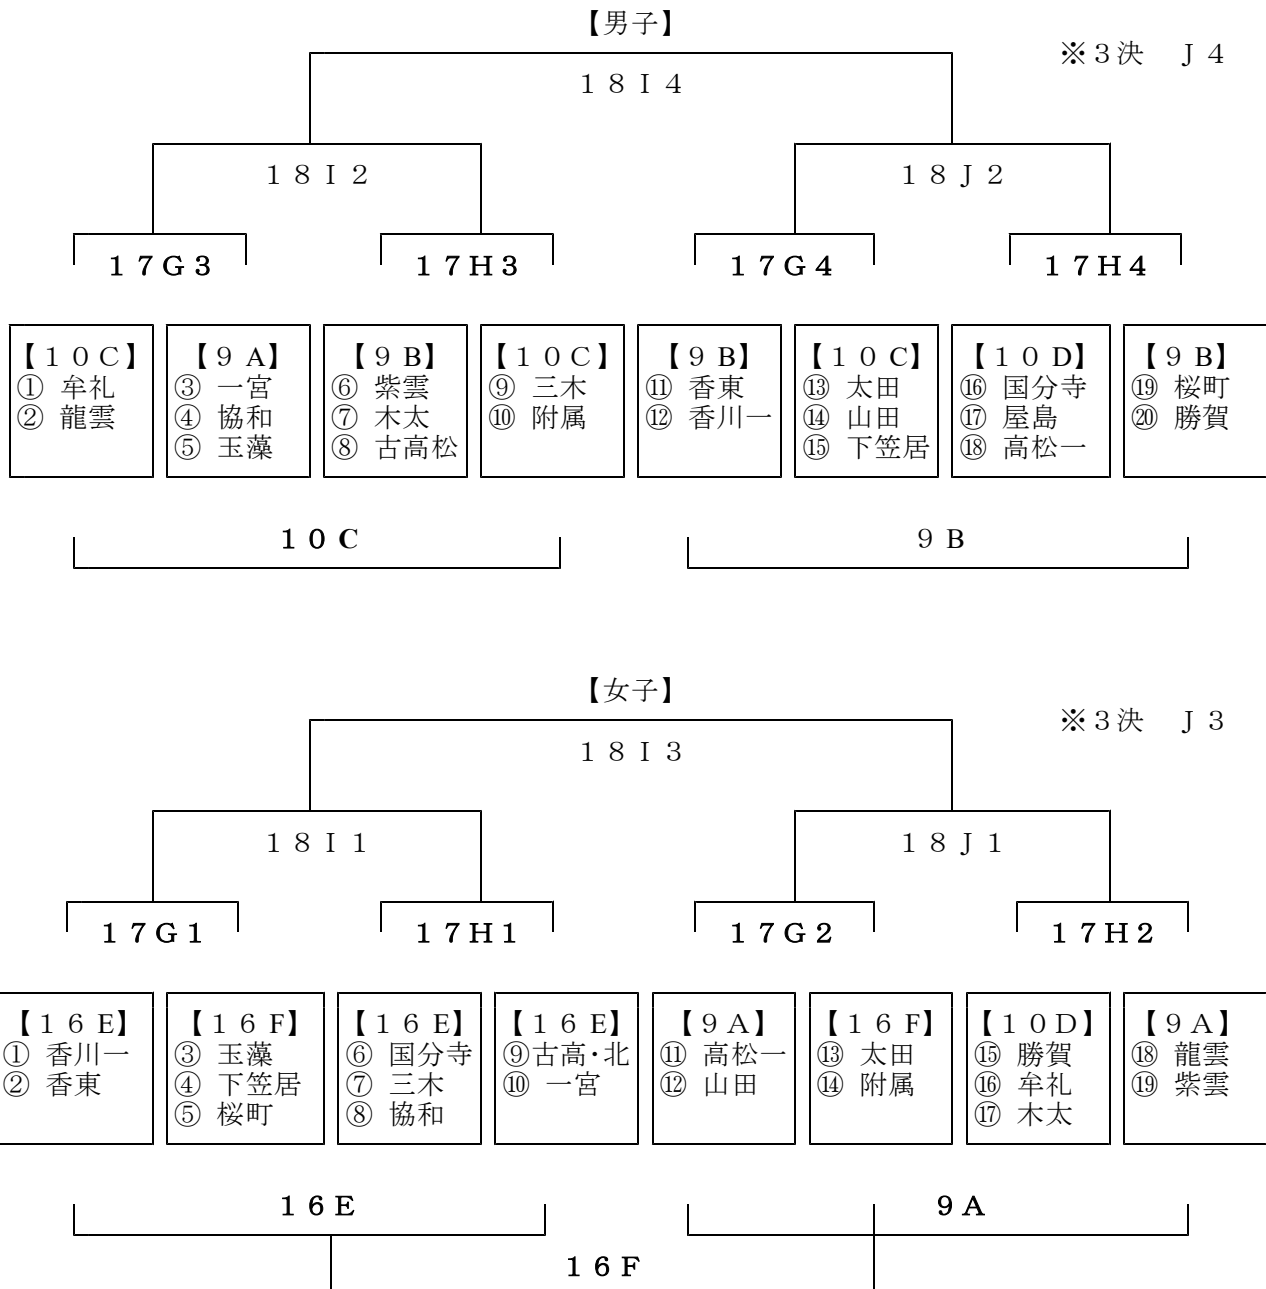 【男子】
※３決　Ｊ４
１８Ｉ４
１８Ｉ２
１８Ｊ２
１７Ｇ３
１７Ｈ３
１７Ｇ４
１７Ｈ４
【１０Ｃ】
① 牟礼
② 龍雲
【９A】
③ 一宮
④ 協和
⑤ 玉藻
【９B】
⑥ 紫雲
⑦ 木太
⑧ 古高松
【１０Ｃ】
⑨ 三木
⑩ 附属
【９B】
⑪ 香東
⑫ 香川一
【１０C】
⑬ 太田
⑭ 山田
⑮ 下笠居
【１０Ｄ】
⑯ 国分寺
⑰ 屋島
⑱ 高松一
【９B】
⑲ 桜町
⑳ 勝賀
１０C
９B
【女子】
※３決　Ｊ３
１８Ｉ３
１８Ｉ１
１８Ｊ１
１７Ｇ１
１７Ｈ１
１７Ｇ２
１７Ｈ２
【１６E】
① 香川一
② 香東
【１６F】
③ 玉藻
④ 下笠居
⑤ 桜町
【１６E】
⑥ 国分寺
⑦ 三木
⑧ 協和
【１６E】
⑨古高・北
⑩ 一宮
【９Ａ】
⑪ 高松一
⑫ 山田
【１６F】
⑬ 太田
⑭ 附属
【１０Ｄ】
⑮ 勝賀
⑯ 牟礼
⑰ 木太
【９Ａ】
⑱ 龍雲
⑲ 紫雲
１６Ｅ
９Ａ
１６Ｆ